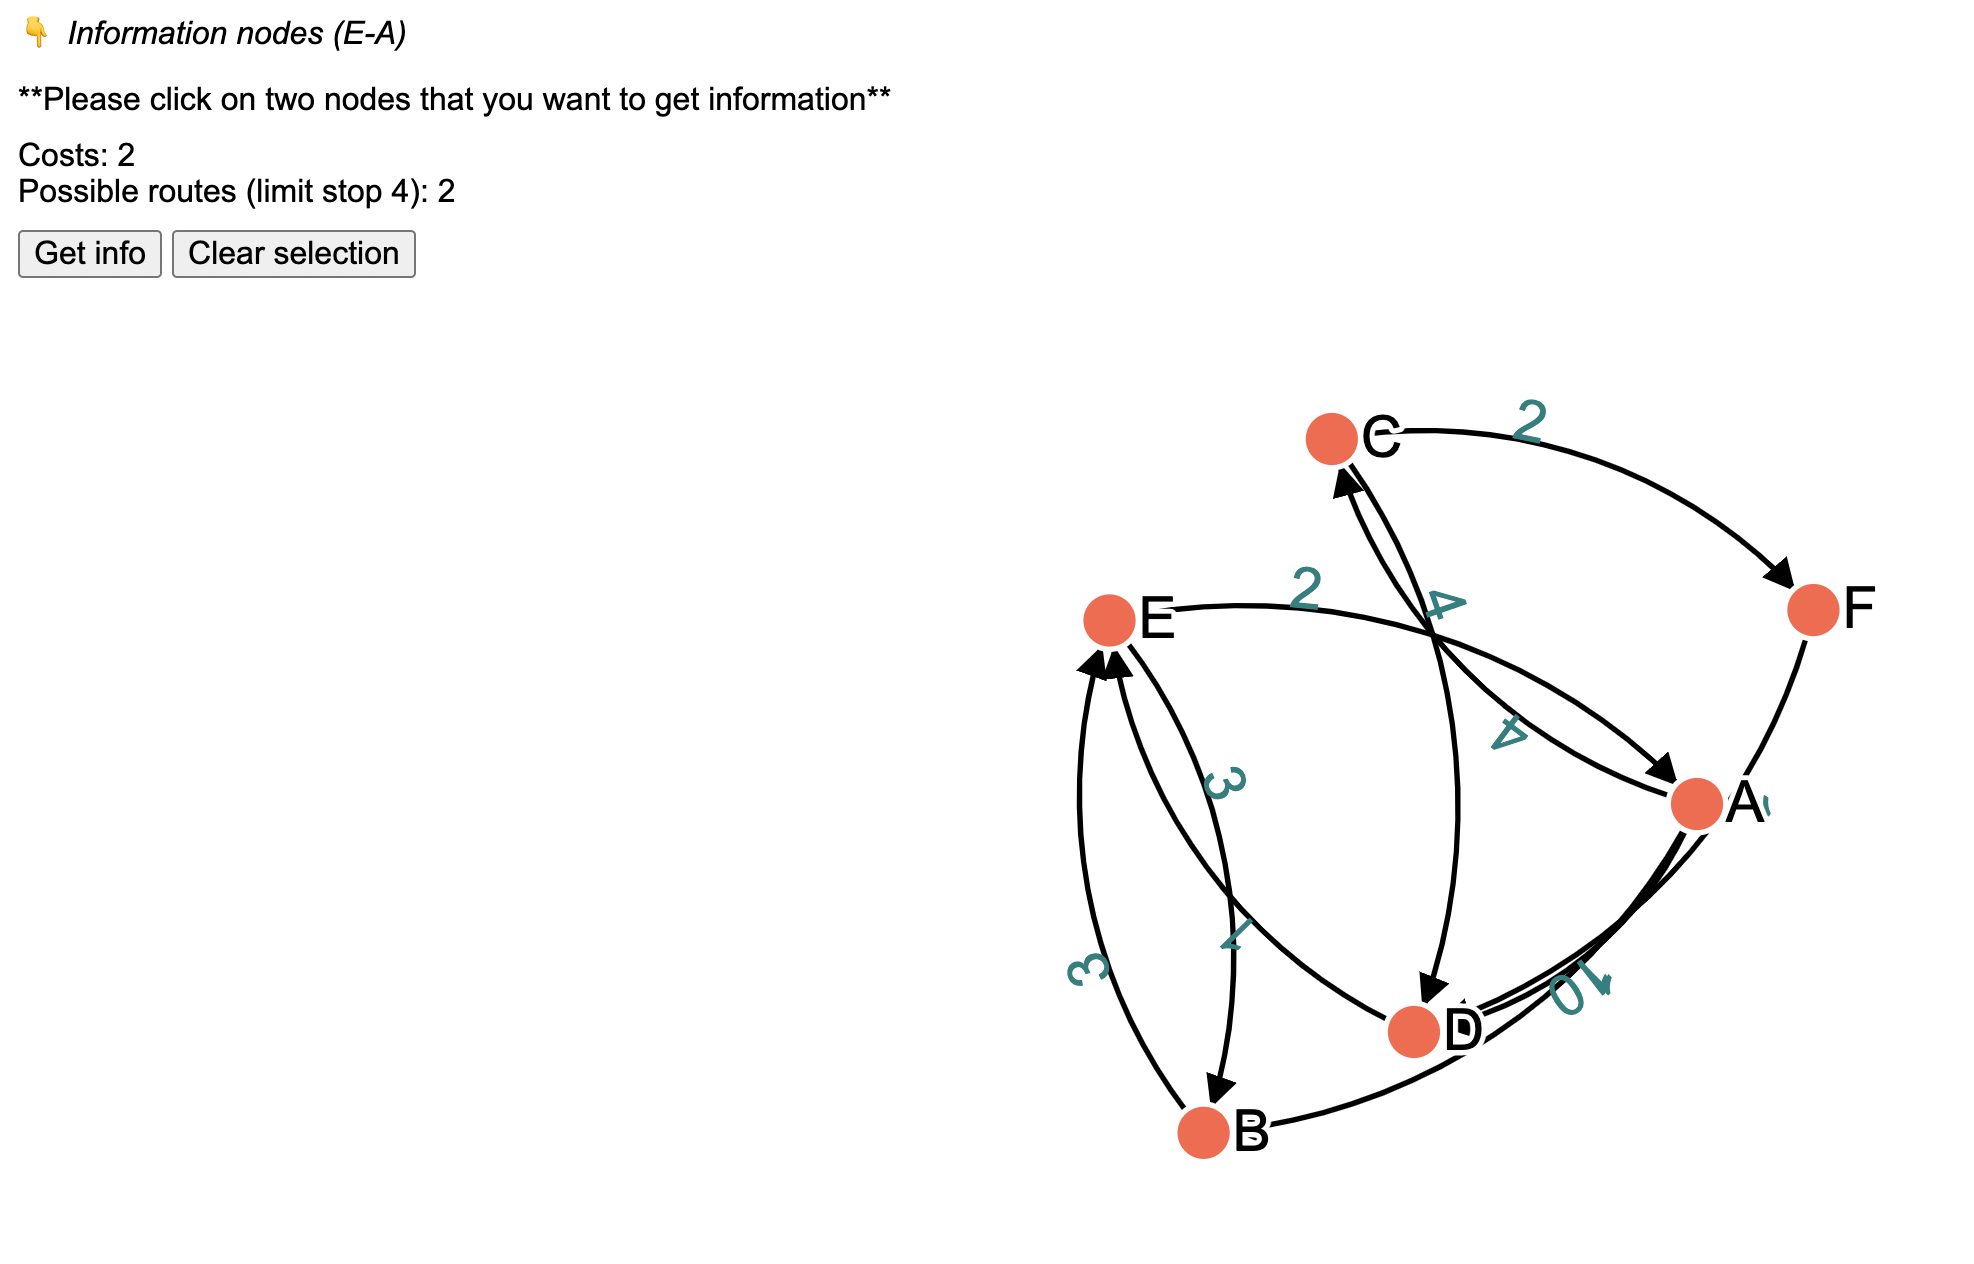 👇 Information nodes (E-A)
**Please click on two nodes that you want to get information**
Costs: 2
Possible routes (limit stop 4): 2
Get info Clear selection
C 2
F
E 2
4
4
3
A
1
3
10
D
B